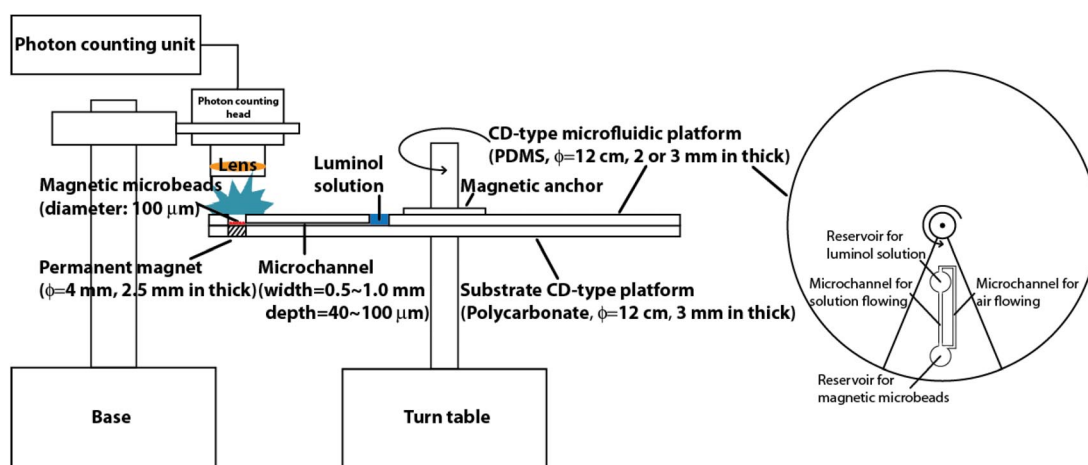 Photon counting unit
Photon counting
head
Lens
Magnetic microbeads
(diameter: 100 μm)
Luminol
solution
CD-type microfluidic platform
(PDMS, ϕ=12 cm, 2 or 3 mm in thick)
Magnetic anchor
Permanent magnet
(ϕ=4 mm, 2.5 mm in thick)
Microchannel
(width=0.5~1.0 mm
depth=40~100 μm)
Substrate CD-type platform
(Polycarbonate, ϕ=12 cm, 3 mm in thick)
Base
Turn table
Reservoir for
luminol solution
Microchannel for
solution flowing
Microchannel for
air flowing
Reservoir for
magnetic microbeads